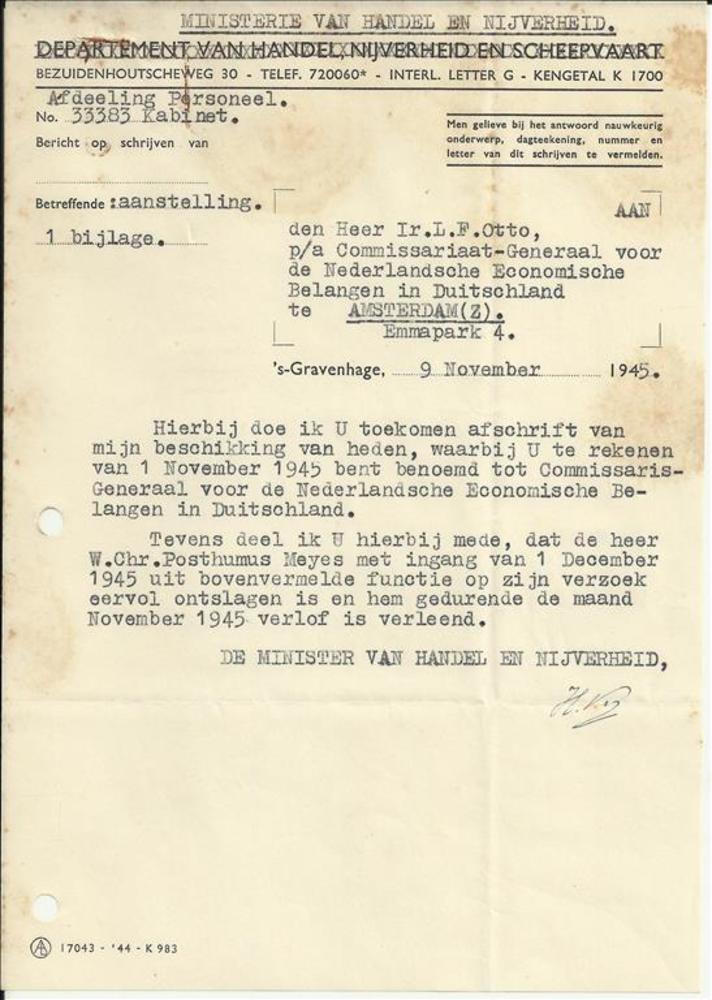 MINISTERIE VAN HANDEL EN NIJVERHEID.
DEPARTEMENT VAN HANDEL, NIJVERHEID EN SCHEEPVAART
BEZUIDENHOUTSCHEWEG 30 - TELEF. 720060* - INTERL. LETTER G - KENGETAL K 1700
Afdeeling Personeel.
No. 33383 Kabinet.
Bericht op schrijven van
Men gelieve bij het antwoord nauwkeurig
onderwerp, dagteekening, nummer en
letter van dit schrijven te vermelden.
Betreffende :aanstelling.
1 bijlage.
AAN
den Heer Ir.L.F.Otto,
p/a Commissariaat-Generaal voor
de Nederlandsche Economische
Belangen in Duitschland
te AMSTERDAM(Z).
Emmapark 4.
's-Gravenhage, 9 November 1945.
Hierbij doe ik U toekomen afschrift van
mijn beschikking van heden, waarbij U te rekenen
van 1 November 1945 bent benoemd tot Commissaris-
Generaal voor de Nederlandsche Economische Be-
langen in Duitschland.
Tevens deel ik U hierbij mede, dat de heer
W.Chr.Posthumus Meyes met ingang van 1 December
1945 uit bovenvermelde functie op zijn verzoek
eervol ontslagen is en hem gedurende de maand
November 1945 verlof is verleend.
DE MINISTER VAN HANDEL EN NIJVERHEID,
17043 - '44 - K 983